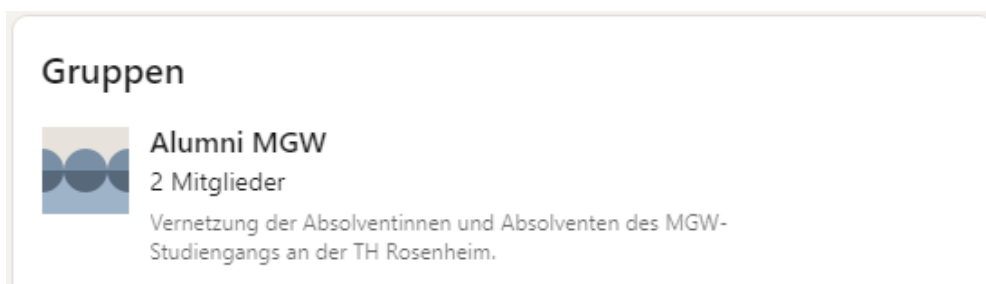 Gruppen
Alumni MGW
2 Mitglieder
Vernetzung der Absolventinnen und Absolventen des MGW-
Studiengangs an der TH Rosenheim.